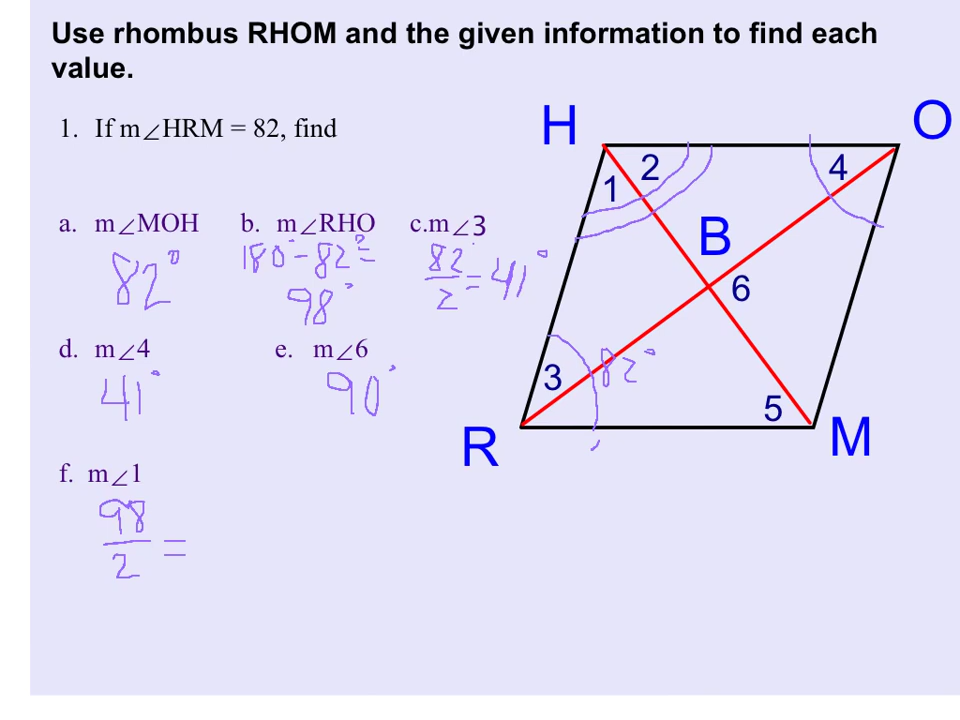 Use rhombus RHOM and the given information to find each
value.
1. If m∠HRM = 82, find
a. m∠MOH b. m∠RHO c.m∠3
82° 180° - 82° = 82/2 = 41°
98°
d. m∠4 e. m∠6
41° 90°
f. m∠1
98/2 =
H O
1 2 4
B
6
3 82°
5
R M